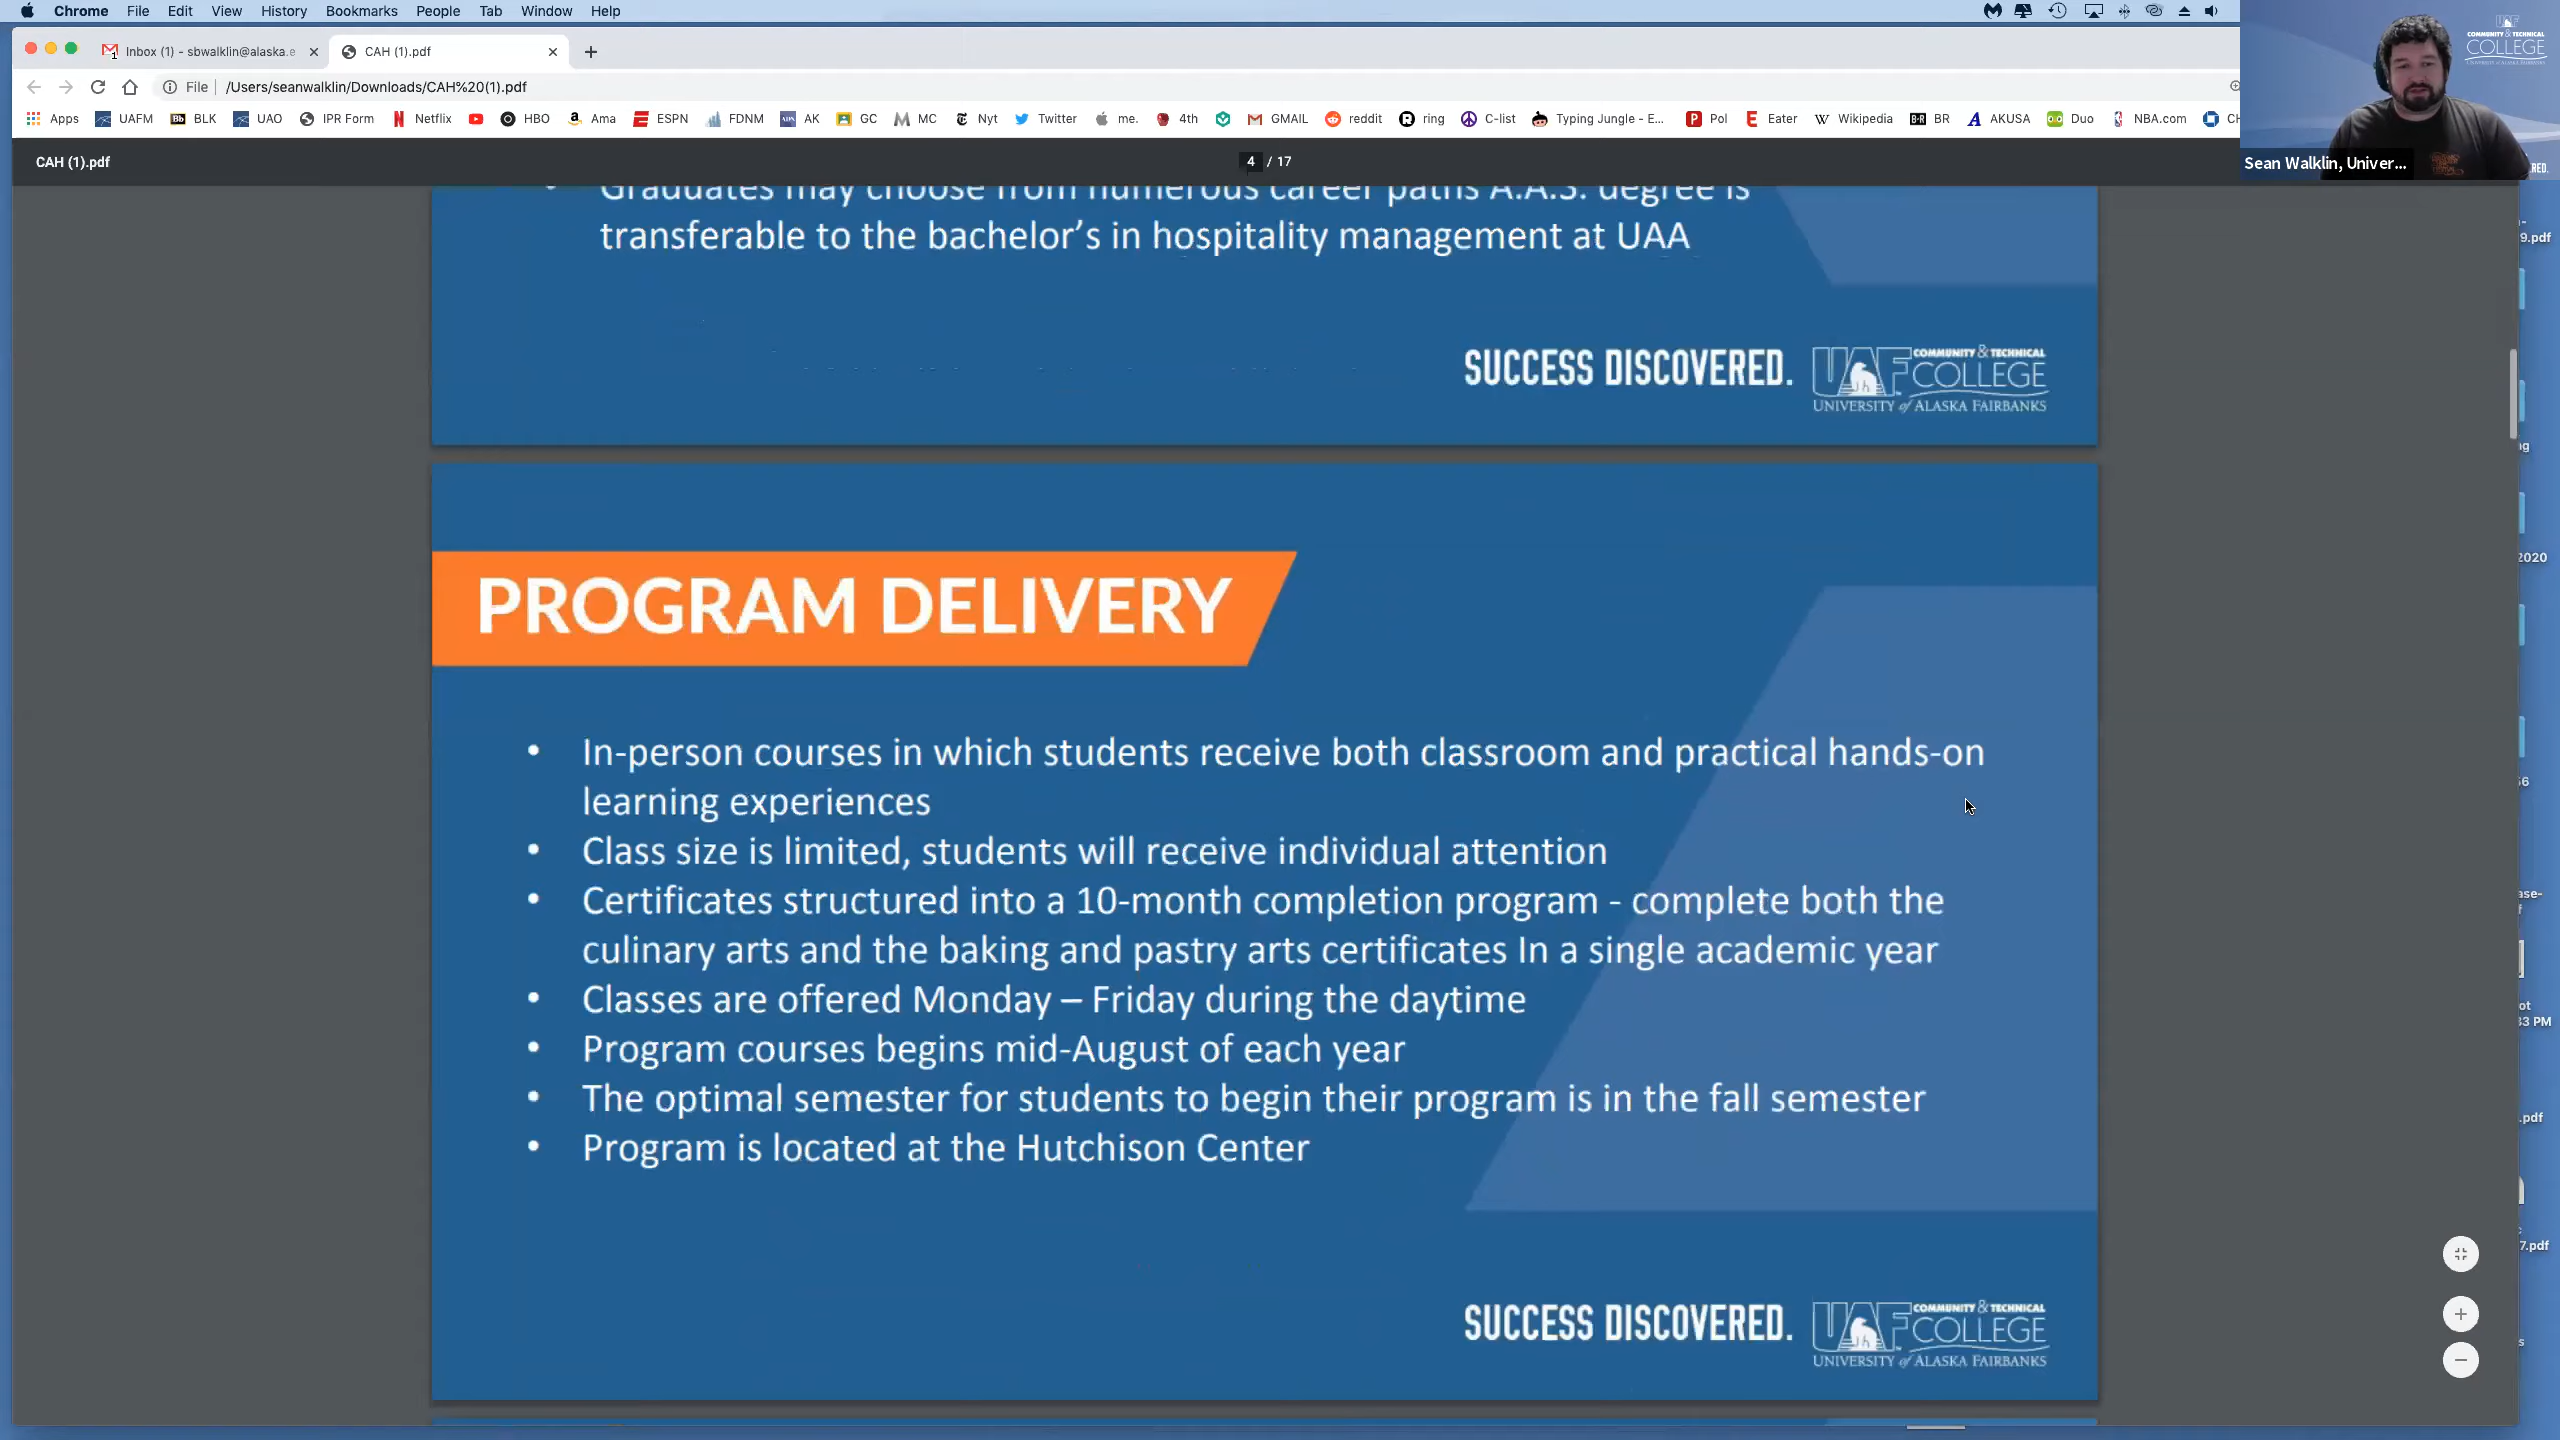 Chrome File Edit View History Bookmarks People Tab Window Help
Inbox (1) - sbwalklin@alaska.e
CAH (1).pdf
File /Users/seanwalklin/Downloads/CAH%20(1).pdf
Apps UAFM BLK UAO IPR Form Netflix HBO Ama ESPN FDNM AK GC MC Nyt Twitter me. 4th GMAIL reddit ring C-list Typing Jungle - E... Pol Eater Wikipedia BR AKUSA Duo NBA.com
CAH (1).pdf
4 / 17
COMMUNITY & TECHNICAL
COLLEGE
Sean Walklin, Univer...
Graduates may choose from numerous career paths A.A.S. degree is
transferable to the bachelor's in hospitality management at UAA
SUCCESS DISCOVERED. UAF COMMUNITY & TECHNICAL
COLLEGE
UNIVERSITY of ALASKA FAIRBANKS
PROGRAM DELIVERY
• In-person courses in which students receive both classroom and practical hands-on
learning experiences
• Class size is limited, students will receive individual attention
• Certificates structured into a 10-month completion program - complete both the
culinary arts and the baking and pastry arts certificates In a single academic year
• Classes are offered Monday – Friday during the daytime
• Program courses begins mid-August of each year
• The optimal semester for students to begin their program is in the fall semester
• Program is located at the Hutchison Center
SUCCESS DISCOVERED. UAF COMMUNITY & TECHNICAL
COLLEGE
UNIVERSITY of ALASKA FAIRBANKS
9.pdf
2020
33 PM
.pdf
7.pdf